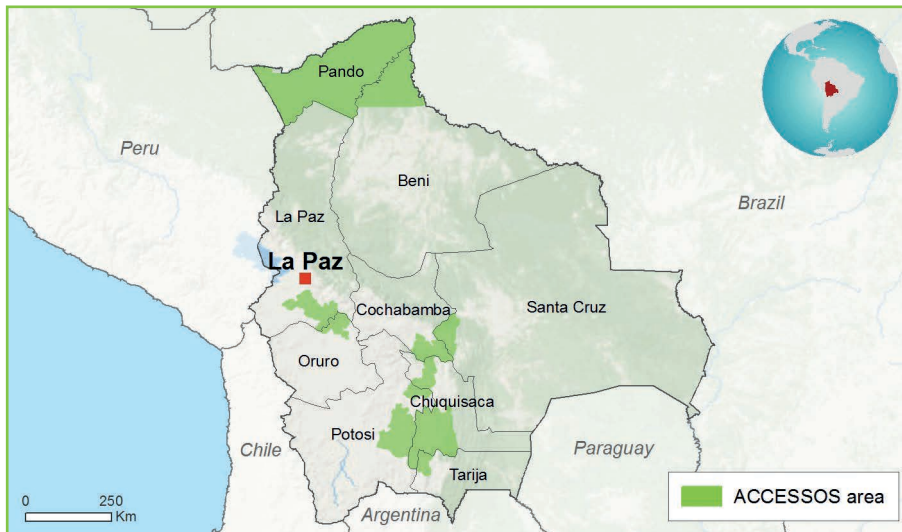 Pando
Peru
Beni
Brazil
La Paz
La Paz
Cochabamba
Santa Cruz
Oruro
Chuquisaca
Potosi
Chile
Paraguay
Tarija
0 250
Km
Argentina
ACCESSOS area